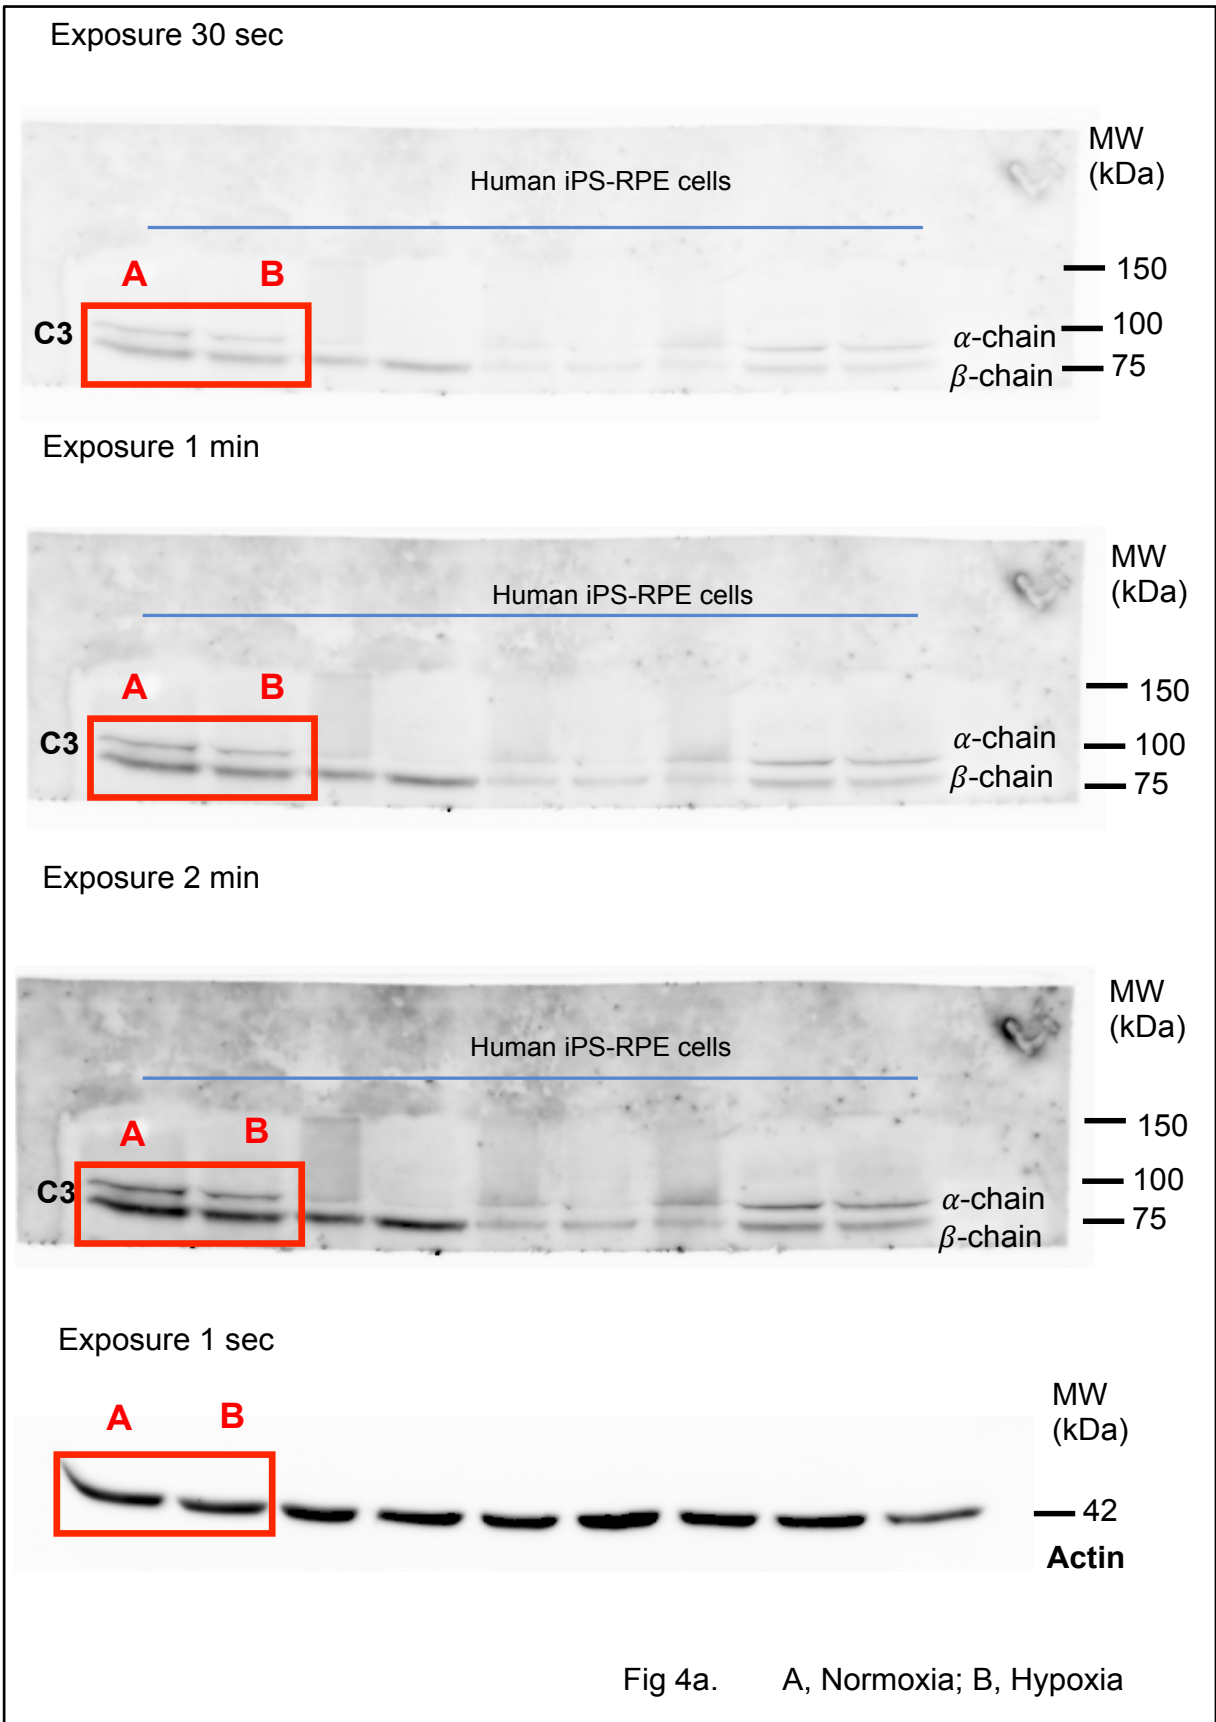 Exposure 30 sec
MW
(kDa)
Human iPS-RPE cells
A B
150
C3
α-chain
100
β-chain
75
Exposure 1 min
MW
(kDa)
Human iPS-RPE cells
A B
150
C3
α-chain
100
β-chain
75
Exposure 2 min
MW
(kDa)
Human iPS-RPE cells
A B
150
C3
α-chain
100
β-chain
75
Exposure 1 sec
MW
(kDa)
A B
42
Actin
Fig 4a. A, Normoxia; B, Hypoxia